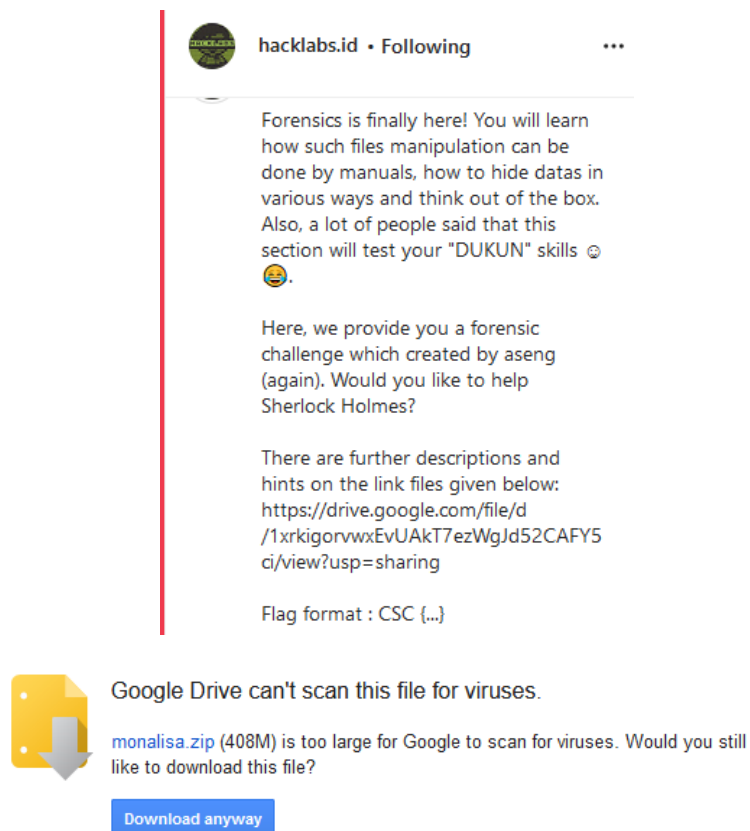 hacklabs.id • Following
Forensics is finally here! You will learn
how such files manipulation can be
done by manuals, how to hide datas in
various ways and think out of the box.
Also, a lot of people said that this
section will test your "DUKUN" skills ☺
😂.
Here, we provide you a forensic
challenge which created by aseng
(again). Would you like to help
Sherlock Holmes?
There are further descriptions and
hints on the link files given below:
https://drive.google.com/file/d
/1xrkigorvwxEvUAkT7ezWgJd52CAFY5
ci/view?usp=sharing
Flag format : CSC {...}
Google Drive can't scan this file for viruses.
monalisa.zip (408M) is too large for Google to scan for viruses. Would you still
like to download this file?
Download anyway